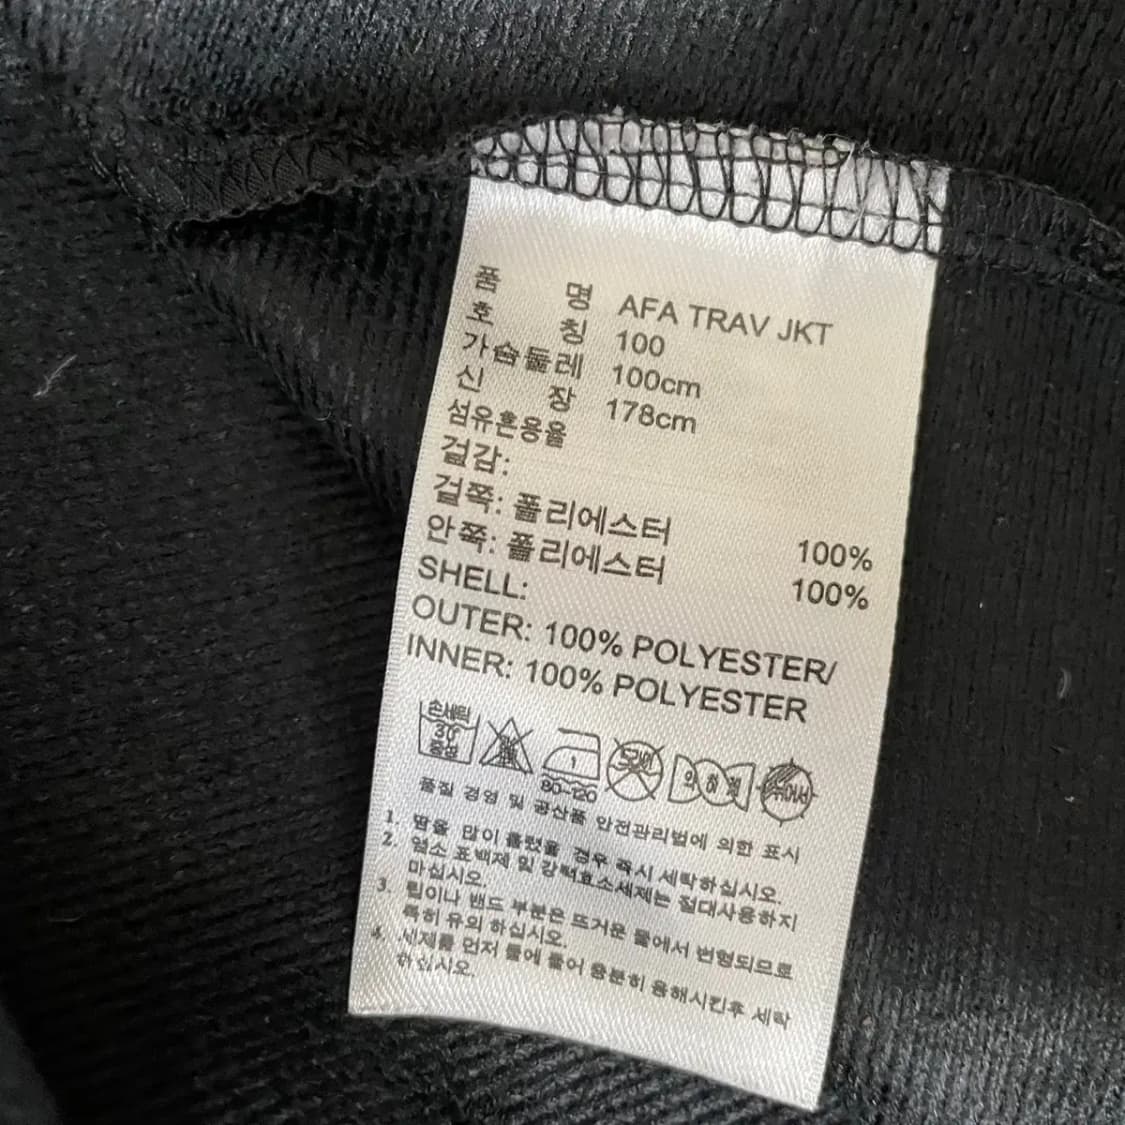 품 명 AFA TRAV JKT
호 칭 100
가슴둘레 100cm
신 장 178cm
섬유혼용율
겉감:
겉쪽: 폴리에스터 100%
안쪽: 폴리에스터 100%
SHELL:
OUTER: 100% POLYESTER/
INNER: 100% POLYESTER
손세탁
30
중성
1
80~120
드라이
약 하 게
뉘어서
품질 경영 및 공산품 안전관리법에 의한 표시
1. 땀을 많이 흘렸을 경우 즉시 세탁하십시오.
2. 염소 표백제 및 강력효소세제는 절대사용하지
마십시오.
3. 립이나 밴드 부분은 뜨거운 물에서 변형되므로
특히 유의 하십시오.
4. 세제를 먼저 물에 풀어 충분히 용해시킨후 세탁
하십시오.